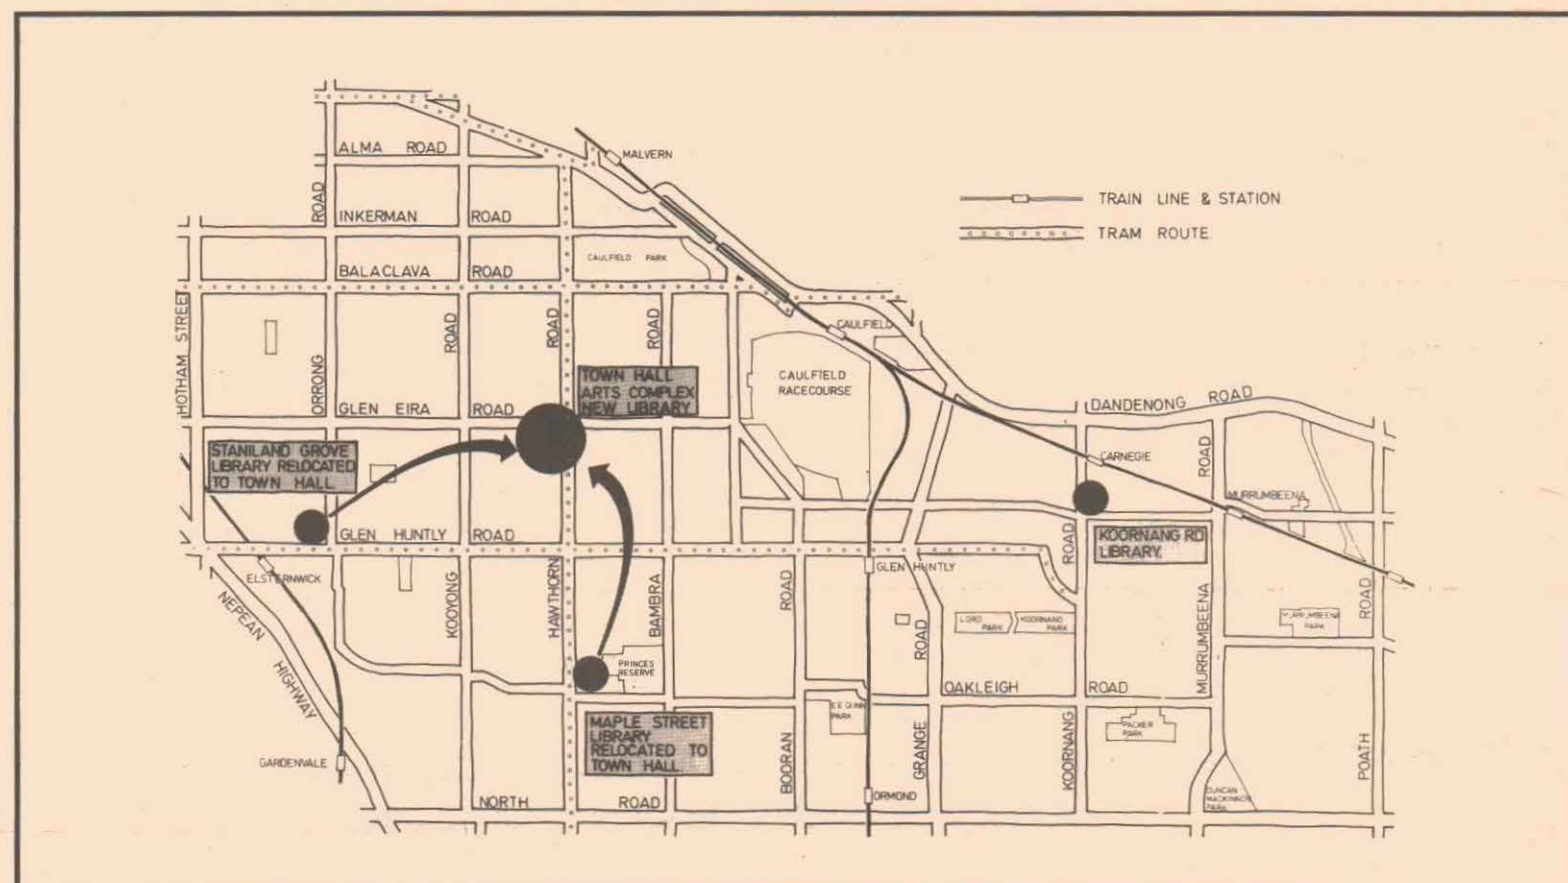 MALVERN
ALMA ROAD
ROAD
INKERMAN ROAD
TRAIN LINE & STATION
TRAM ROUTE
CAULFIELD PARK
BALACLAVA ROAD
HOTHAM STREET
ORRONG
ROAD
ROAD
ROAD
CAULFIELD
TOWN HALL
ARTS COMPLEX
NEW LIBRARY
CAULFIELD
RACECOURSE
GLEN EIRA ROAD
DANDENONG ROAD
STANILAND GROVE
LIBRARY RELOCATED
TO TOWN HALL.
CARNEGIE
ROAD
MURRUMBEENA
GLEN HUNTLY ROAD
ROAD
KOORNANG RD
LIBRARY.
ELSTERNWICK
GLEN HUNTLY
NEPEAN
HIGHWAY
KOOYONG
HAWTHORN
BAMBRA
ROAD
ROAD
LORD
PARK
KOORNANG
PARK
MURRUMBEENA
MURRUMBEENA
PARK
ROAD
PRINCES
RESERVE
OAKLEIGH ROAD
MAPLE STREET
LIBRARY
RELOCATED TO
TOWN HALL.
E E GUNN
PARK
PACKER
PARK
GARDENVALE
BOORAN
GRANGE
KOORNANG
POATH
ORMOND
DUNCAN
MACKINNON
PARK
NORTH ROAD